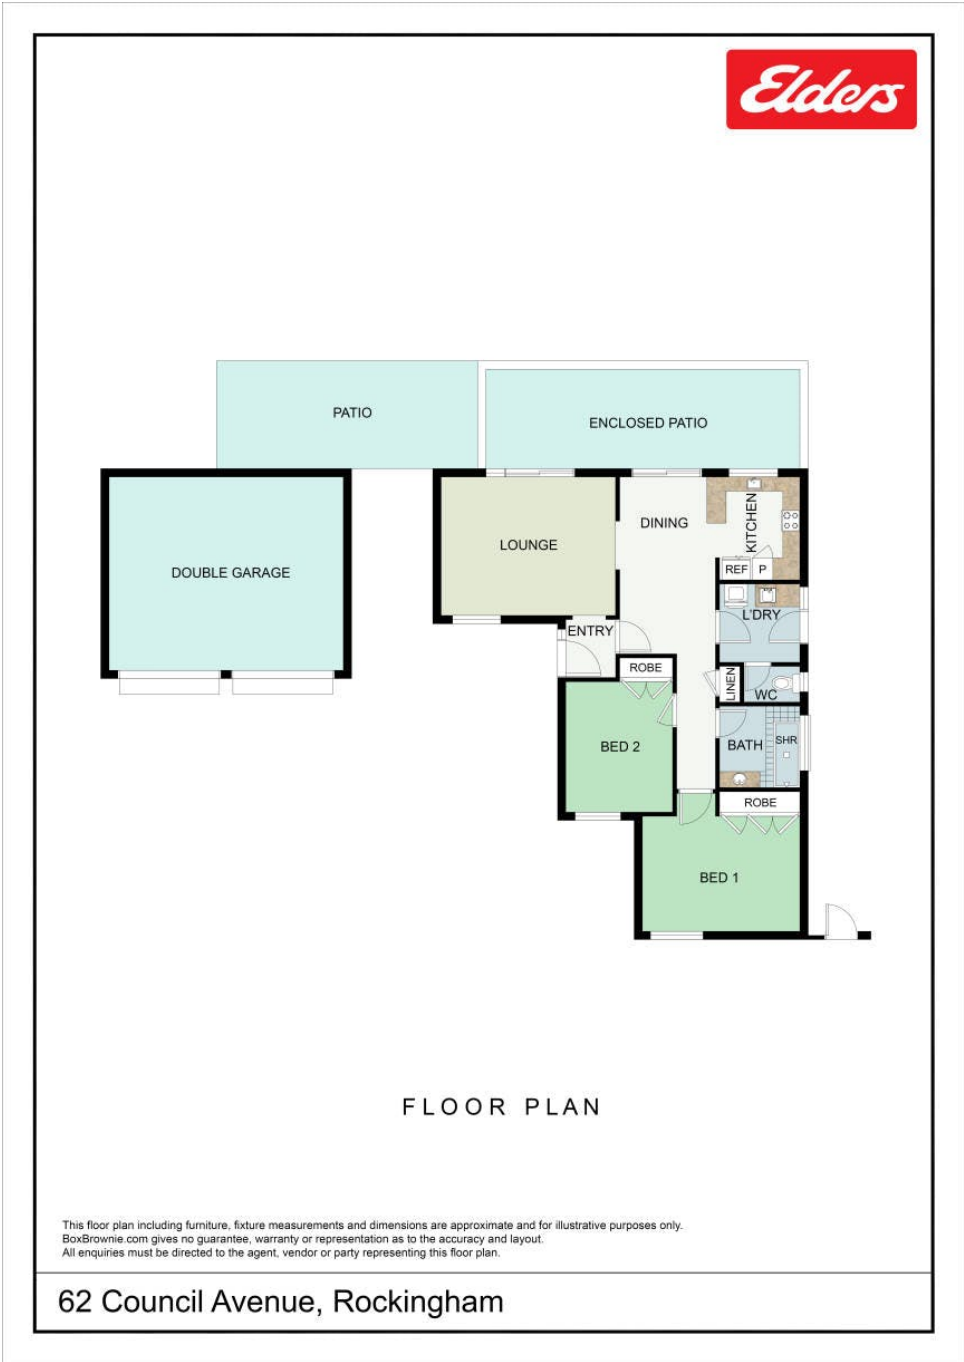 Elders
PATIO
ENCLOSED PATIO
DOUBLE GARAGE
LOUNGE
DINING
KITCHEN
REF
P
L'DRY
ENTRY
ROBE
LINEN
WC
BED 2
BATH
SHR
ROBE
BED 1
FLOOR PLAN
This floor plan including furniture, fixture measurements and dimensions are approximate and for illustrative purposes only.
BoxBrownie.com gives no guarantee, warranty or representation as to the accuracy and layout.
All enquiries must be directed to the agent, vendor or party representing this floor plan.
62 Council Avenue, Rockingham